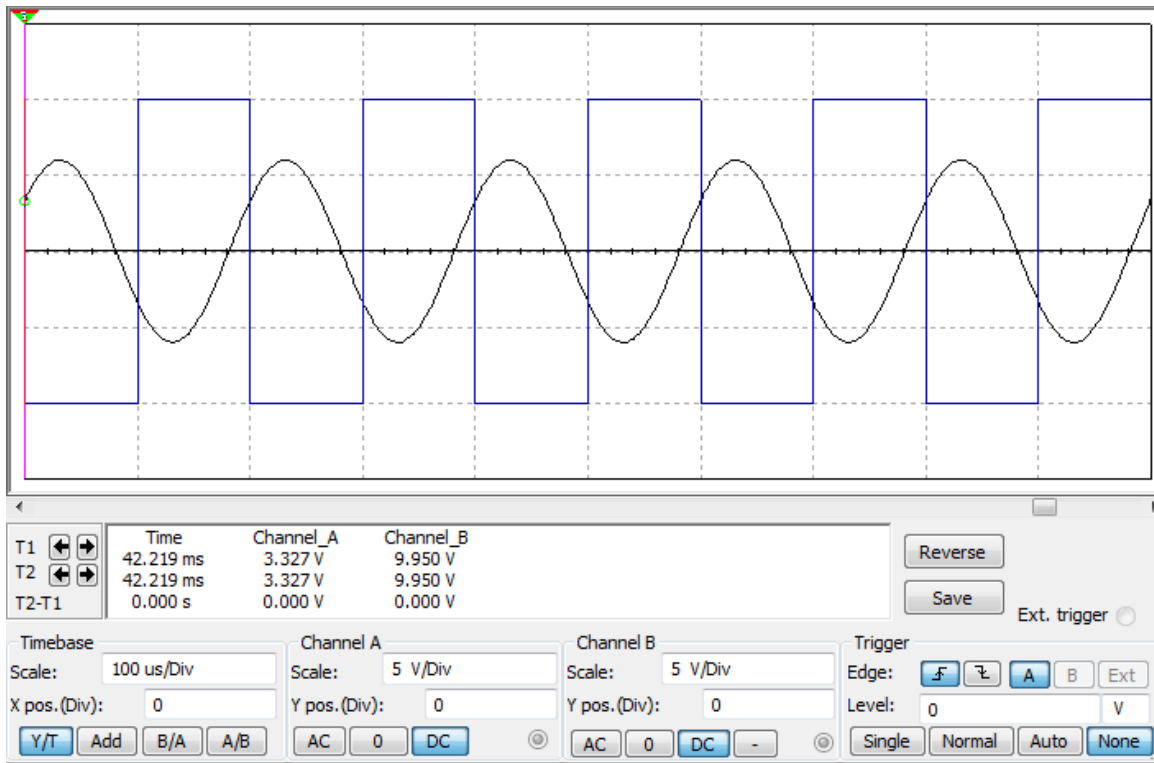 Time Channel_A Channel_B
T1 42.219 ms 3.327 V 9.950 V
T2 42.219 ms 3.327 V 9.950 V
T2-T1 0.000 s 0.000 V 0.000 V
Reverse
Save
Ext. trigger
Timebase
Scale: 100 us/Div
X pos.(Div): 0
Y/T Add B/A A/B
Channel A
Scale: 5 V/Div
Y pos.(Div): 0
AC 0 DC
Channel B
Scale: 5 V/Div
Y pos.(Div): 0
AC 0 DC -
Trigger
Edge: A B Ext
Level: 0 V
Single Normal Auto None